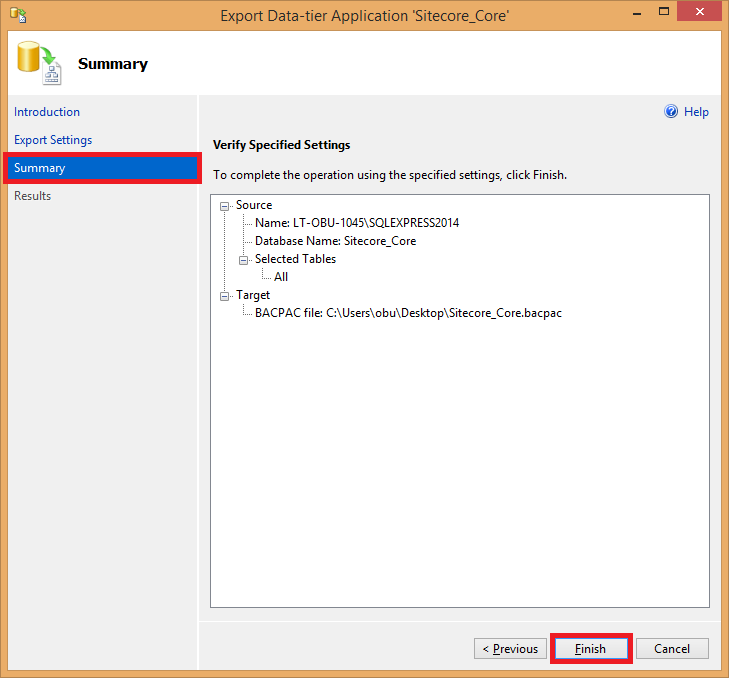 Export Data-tier Application 'Sitecore_Core'
Summary
Introduction
Export Settings
Summary
Results
Help
Verify Specified Settings
To complete the operation using the specified settings, click Finish.
Source
Name: LT-OBU-1045\SQLEXPRESS2014
Database Name: Sitecore_Core
Selected Tables
All
Target
BACPAC file: C:\Users\obu\Desktop\Sitecore_Core.bacpac
< Previous
Finish
Cancel